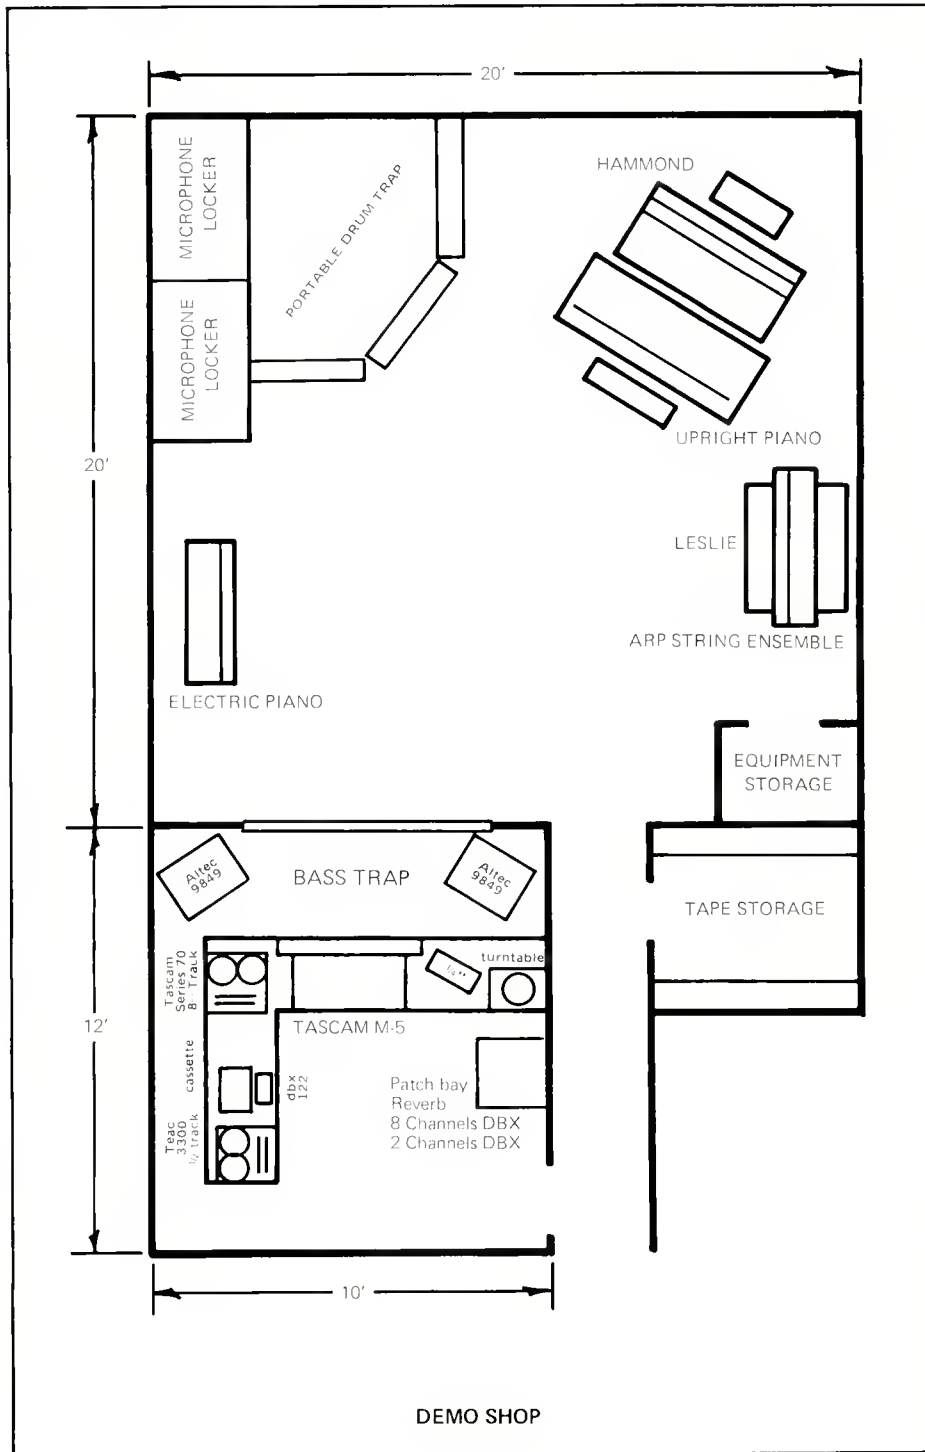 20'
HAMMOND
MICROPHONE
LOCKER
PORTABLE DRUM TRAP
MICROPHONE
LOCKER
UPRIGHT PIANO
20'
LESLIE
ARP STRING ENSEMBLE
ELECTRIC PIANO
EQUIPMENT
STORAGE
Altec
9849
BASS TRAP
Altec
9849
TAPE STORAGE
Tascam
Series 70
8- Track
turntable
12'
TASCAM M-5
cassette
dbx
122
Patch bay
Reverb
8 Channels DBX
2 Channels DBX
Teac
3300
½ track
10'
DEMO SHOP